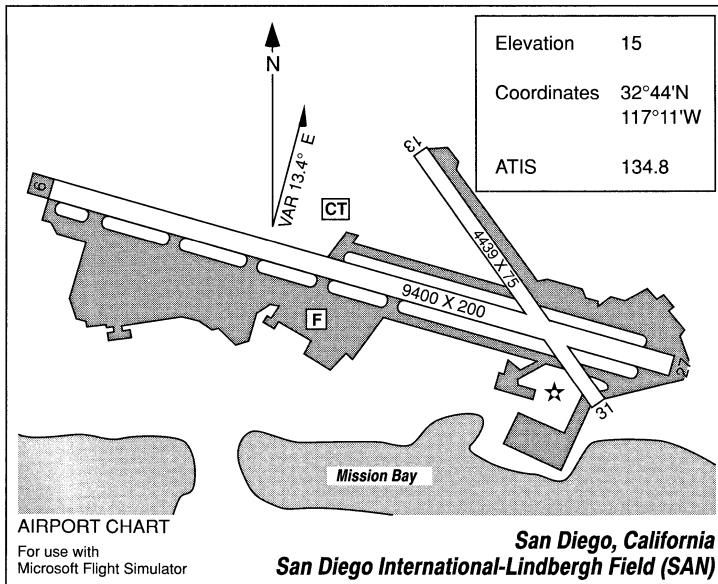 Elevation 15
Coordinates 32°44'N
117°11'W
ATIS 134.8
N
VAR 13.4° E
CT
13
9
4439 X 75
9400 X 200
F
27
31
Mission Bay
AIRPORT CHART
For use with
Microsoft Flight Simulator
San Diego, California
San Diego International-Lindbergh Field (SAN)